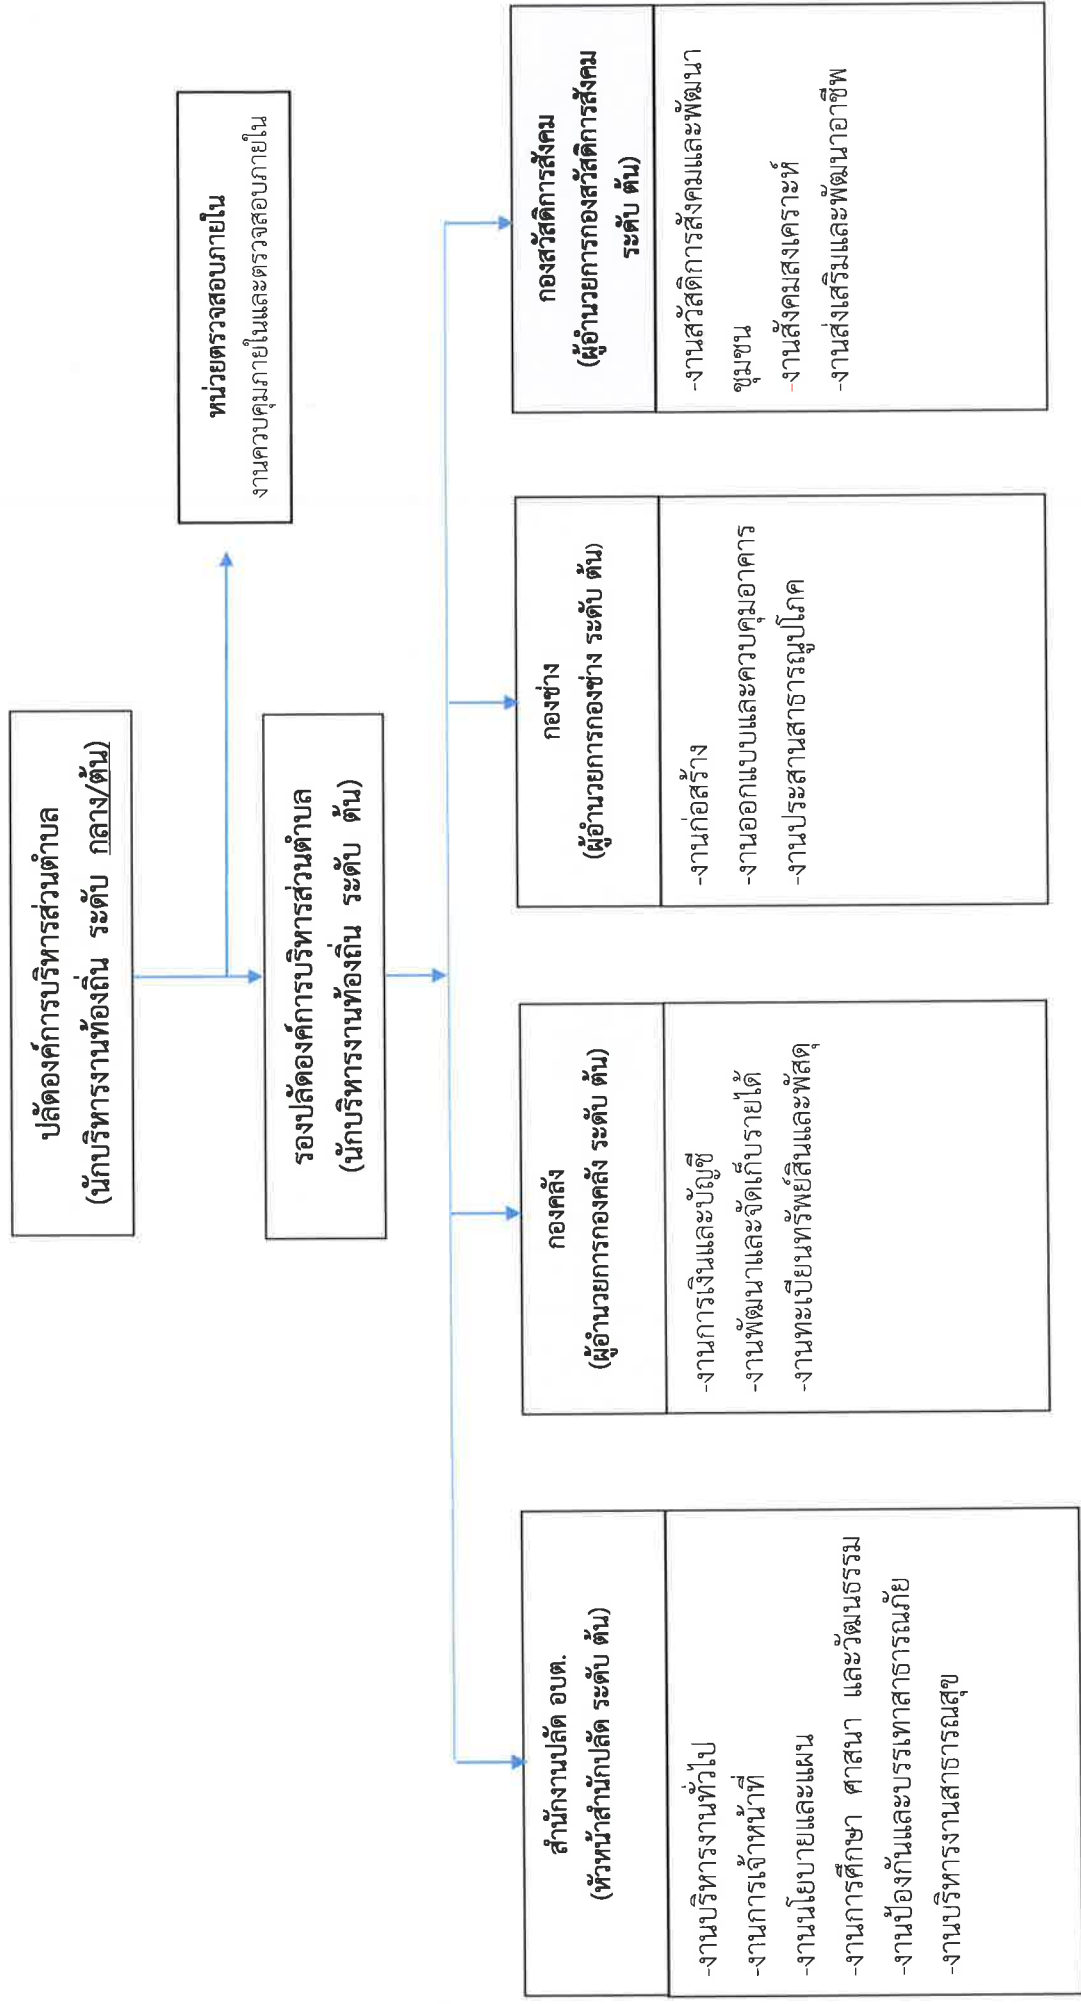 ปลัดองค์การบริหารส่วนตำบล
(นักบริหารงานท้องถิ่น ระดับ กลาง/ต้น)
หน่วยตรวจสอบภายใน
งานควบคุมภายในและตรวจสอบภายใน
รองปลัดองค์การบริหารส่วนตำบล
(นักบริหารงานท้องถิ่น ระดับ ต้น)
สำนักงานปลัด อบต.
(หัวหน้าสำนักปลัด ระดับ ต้น)
-งานบริหารงานทั่วไป
-งานการเจ้าหน้าที่
-งานนโยบายและแผน
-งานการศึกษา ศาสนา และวัฒนธรรม
-งานป้องกันและบรรเทาสาธารณภัย
-งานบริหารงานสาธารณสุข
กองคลัง
(ผู้อำนวยการกองคลัง ระดับ ต้น)
-งานการเงินและบัญชี
-งานพัฒนาและจัดเก็บรายได้
-งานทะเบียนทรัพย์สินและพัสดุ
กองช่าง
(ผู้อำนวยการกองช่าง ระดับ ต้น)
-งานก่อสร้าง
-งานออกแบบและควบคุมอาคาร
-งานประสานสาธารณูปโภค
กองสวัสดิการสังคม
(ผู้อำนวยการกองสวัสดิการสังคม
ระดับ ต้น)
-งานสวัสดิการสังคมและพัฒนา
ชุมชน
-งานสังคมสงเคราะห์
-งานส่งเสริมและพัฒนาอาชีพ